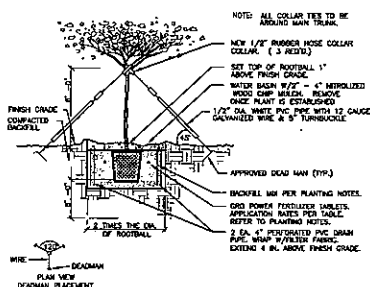 NOTE: ALL COLLAR TIES TO BE
AROUND MAIN TRUNK.
NEW 1/2" RUBBER HOSE COLLAR
COLLAR. ( 3 REQ'D.)
SET TOP OF ROOTBALL 1"
ABOVE FINISH GRADE.
WATER BASIN W/2" - 4" NITROLIZED
WOOD CHIP MULCH. REMOVE
ONCE PLANT IS ESTABLISHED
1/2" DIA. WHITE PVC PIPE WITH 12 GAUGE
GALVANIZED WIRE & 5" TURNBUCKLE
FINISH GRADE
COMPACTED
BACKFILL
45°
APPROVED DEAD MAN (TYP.)
BACKFILL MIX PER PLANTING NOTES.
GRO POWER FERTILIZER TABLETS.
APPLICATION RATES PER TABLE.
REFER TO PLANTING NOTES.
2 EA. 4" PERFORATED PVC DRAIN
PIPE. WRAP W/FILTER FABRIC.
EXTEND 4 IN. ABOVE FINISH GRADE.
2 TIMES THE DIA.
OF ROOTBALL
120°
WIRE
DEADMAN
PLAN VIEW
DEADMAN PLACEMENT